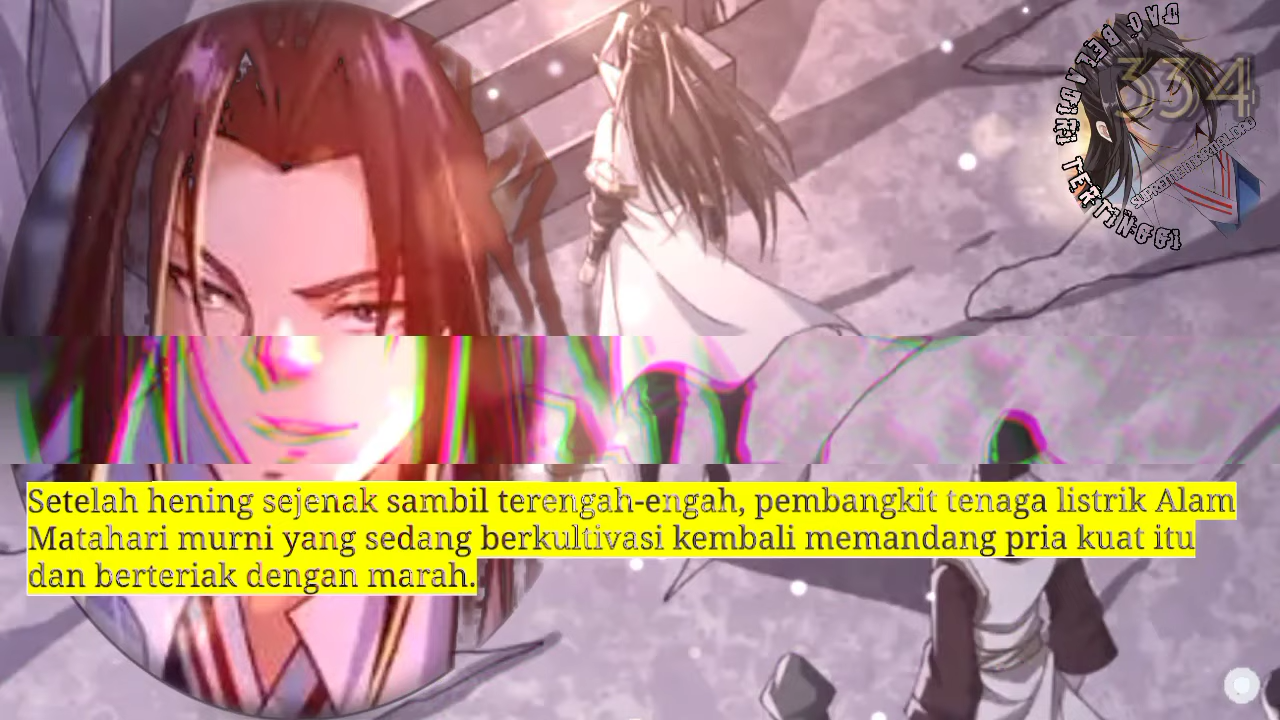 334
Setelah hening sejenak sambil terengah-engah, pembangkit tenaga listrik Alam
Matahari murni yang sedang berkultivasi kembali memandang pria kuat itu
dan berteriak dengan marah.